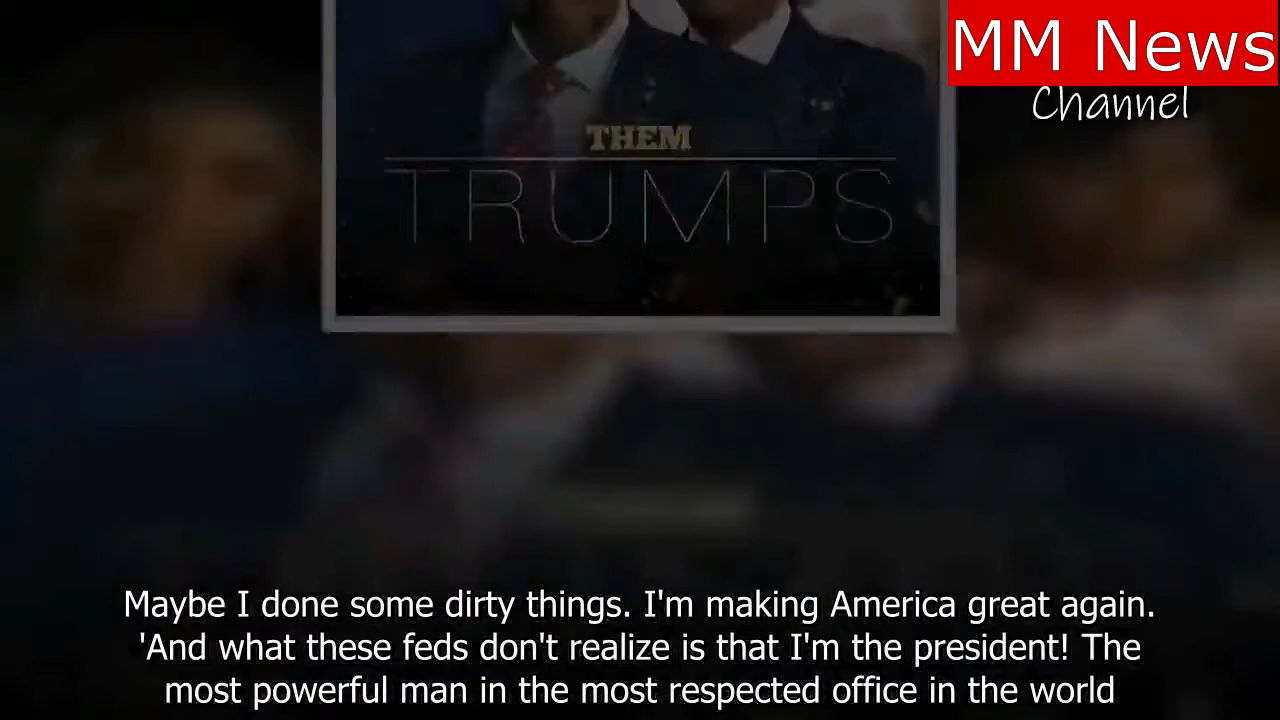 MM News
Channel
THEM
TRUMPS
Maybe I done some dirty things. I'm making America great again.
'And what these feds don't realize is that I'm the president! The
most powerful man in the most respected office in the world